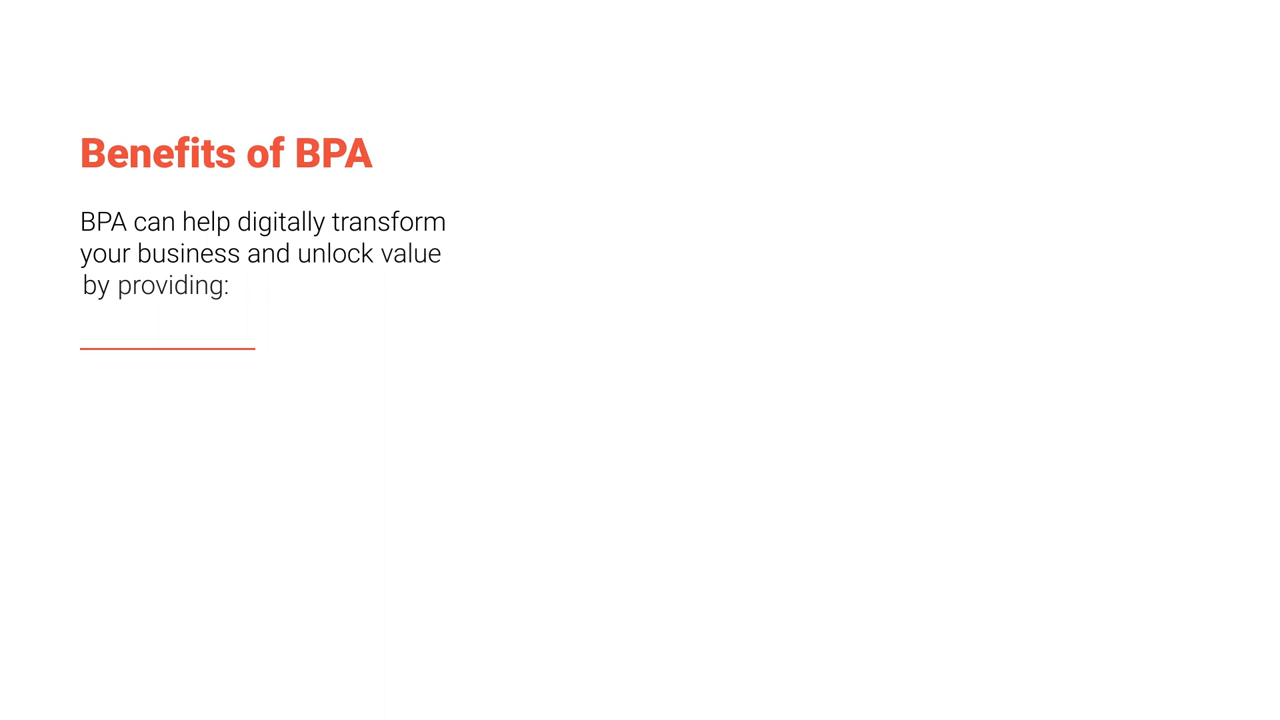 Benefits of BPA
BPA can help digitally transform
your business and unlock value
by providing: